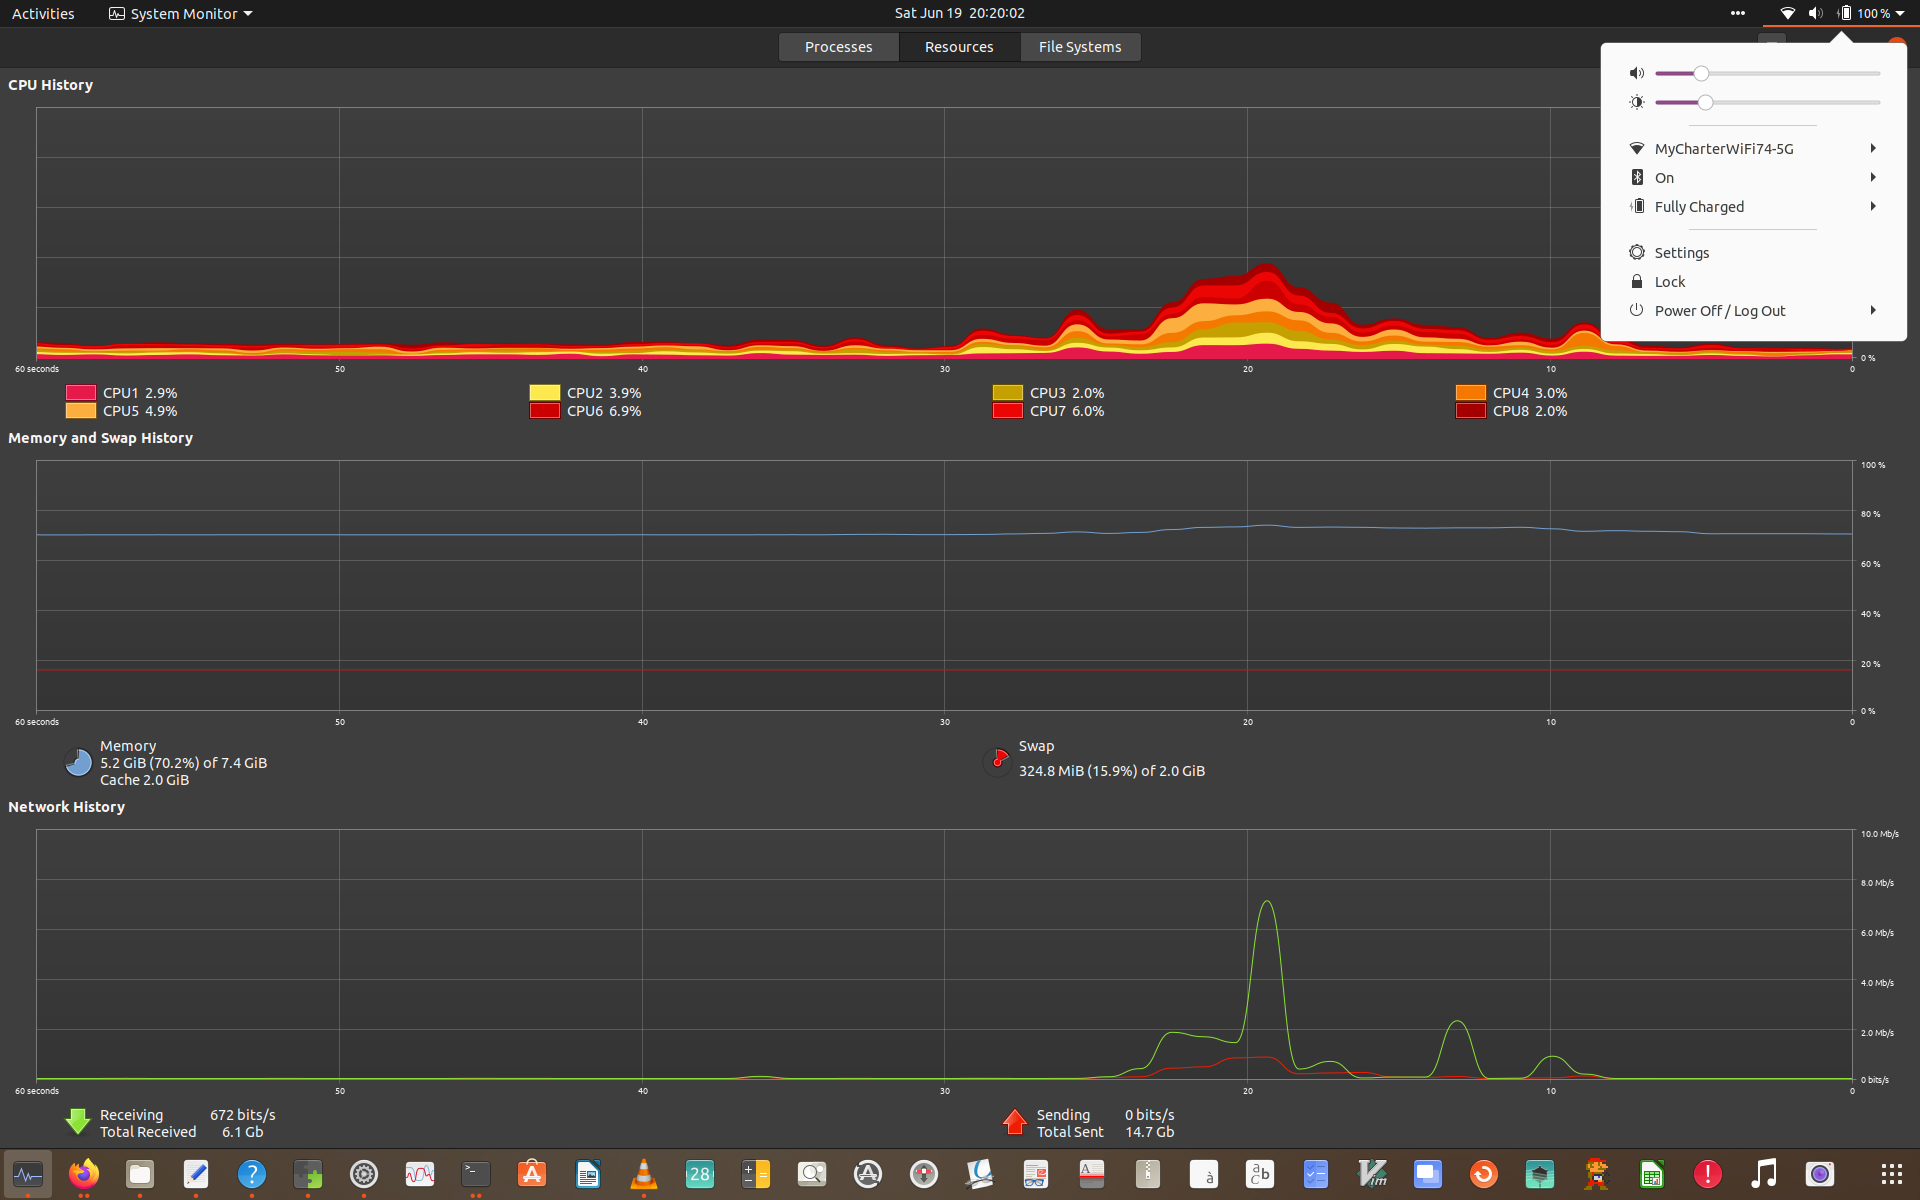 Activities
System Monitor
Sat Jun 19 20:20:02
100 %
Processes
Resources
File Systems
MyCharterWiFi74-5G
On
Fully Charged
Settings
Lock
Power Off / Log Out
CPU History
0 %
60 seconds 50 40 30 20 10 0
CPU1 2.9% CPU2 3.9% CPU3 2.0% CPU4 3.0%
CPU5 4.9% CPU6 6.9% CPU7 6.0% CPU8 2.0%
Memory and Swap History
100 %
80 %
60 %
40 %
20 %
0 %
60 seconds 50 40 30 20 10 0
Memory
5.2 GiB (70.2%) of 7.4 GiB
Cache 2.0 GiB
Swap
324.8 MiB (15.9%) of 2.0 GiB
Network History
10.0 Mb/s
8.0 Mb/s
6.0 Mb/s
4.0 Mb/s
2.0 Mb/s
0 bits/s
60 seconds 50 40 30 20 10 0
Receiving 672 bits/s
Total Received 6.1 Gb
Sending 0 bits/s
Total Sent 14.7 Gb
28
A
à
a b c
Vim